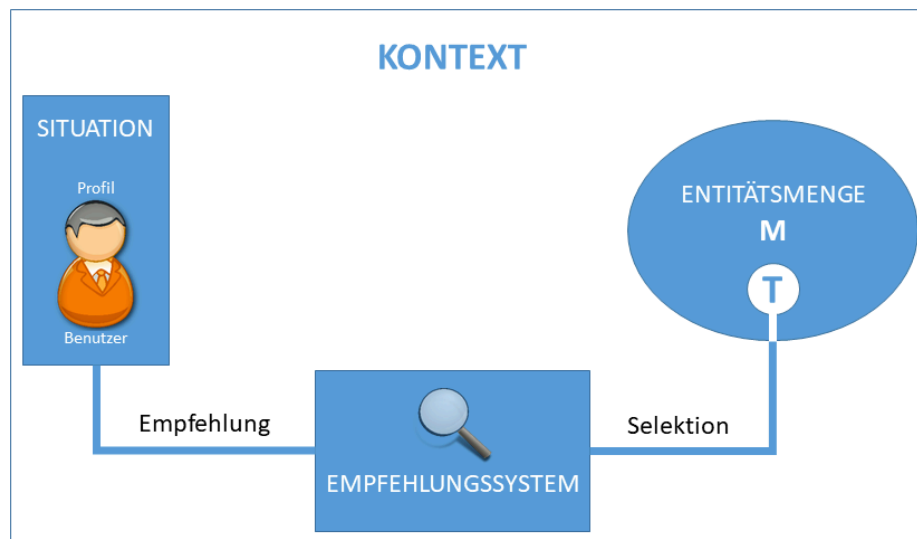 KONTEXT
SITUATION
Profil
Benutzer
ENTITÄTSMENGE
M
T
Empfehlung
Selektion
EMPFEHLUNGSSYSTEM